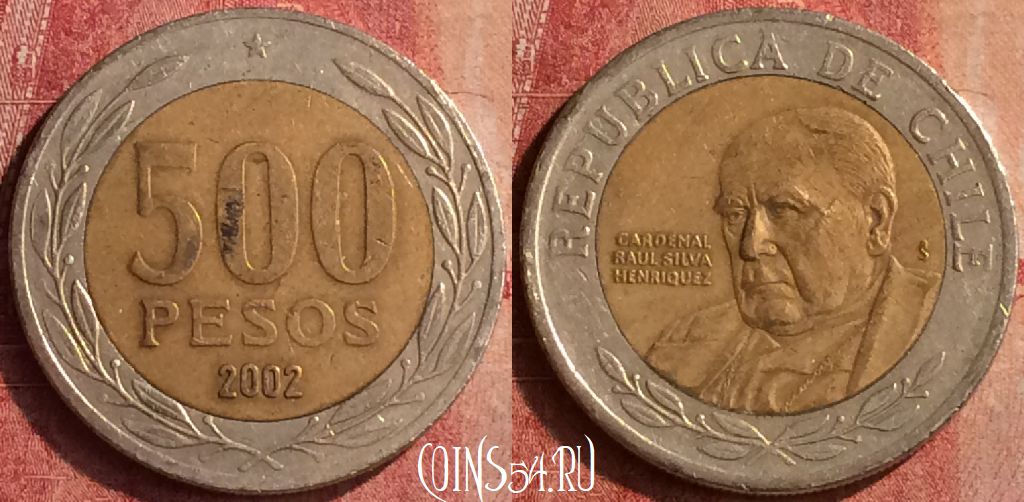 500
PESOS
2002
REPUBLICA DE CHILE
CARDENAL
RAUL SILVA
HENRIQUEZ
S
COINS54.RU